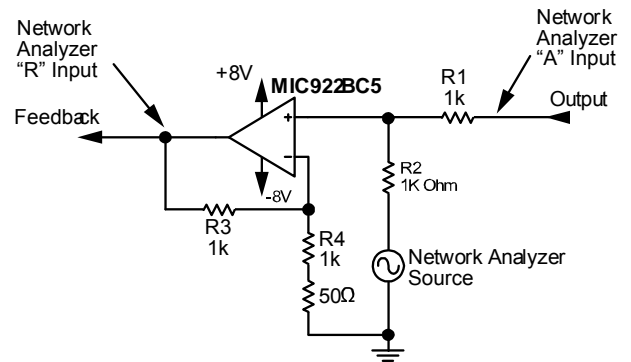 Network
Analyzer
"R" Input
Network
Analyzer
"A" Input
+8V
MIC922BC5
R1
1k
Feedback
Output
+
R2
1K Ohm
-
-8V
R3
1k
R4
1k
Network Analyzer
Source
50Ω